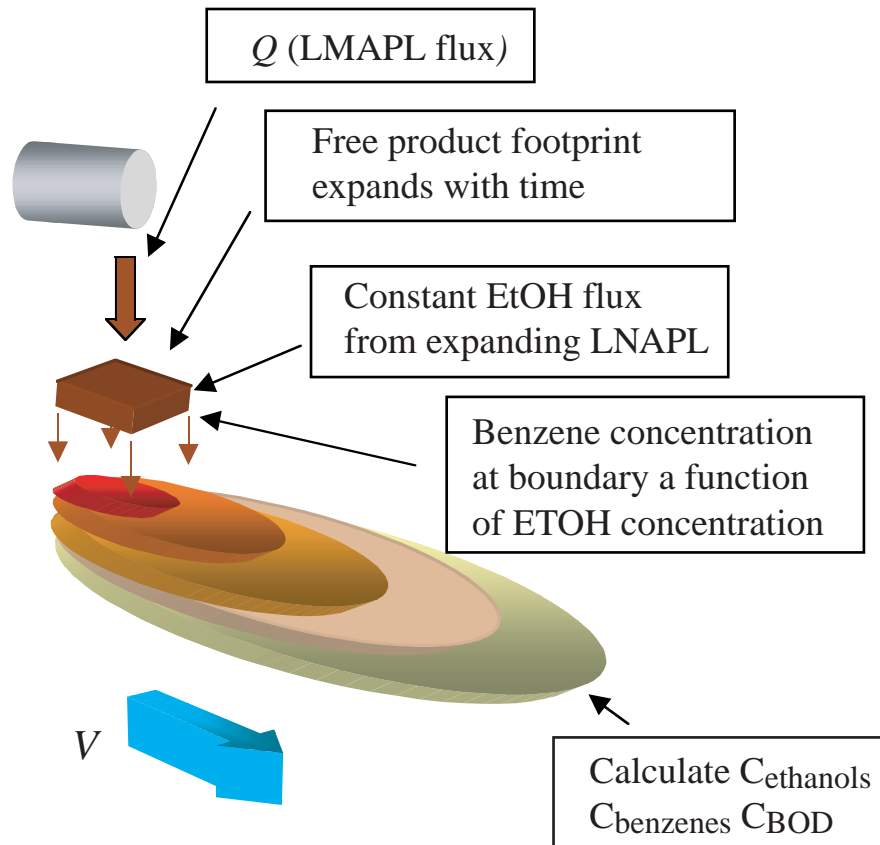 Q (LMAPL flux)
Free product footprint
expands with time
Constant EtOH flux
from expanding LNAPL
Benzene concentration
at boundary a function
of ETOH concentration
V
Calculate Cethanols
Cbenzenes CBOD